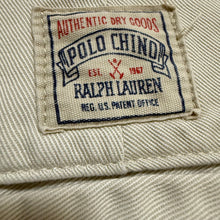 AUTHENTIC DRY GOODS
POLO CHINO
EST. 1967
RALPH LAUREN
REG. U.S. PATENT OFFICE